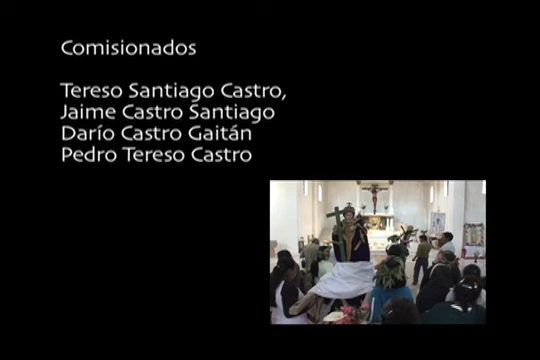 Comisionados
Tereso Santiago Castro,
Jaime Castro Santiago
Darío Castro Gaitán
Pedro Tereso Castro